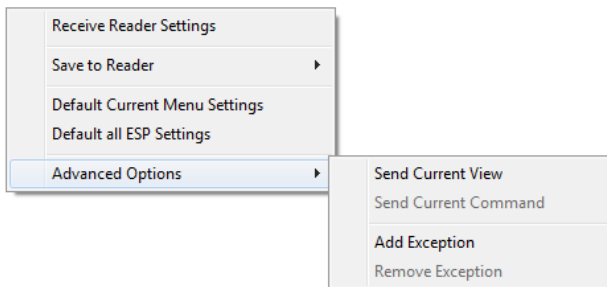 Receive Reader Settings
Save to Reader
Default Current Menu Settings
Default all ESP Settings
Advanced Options
Send Current View
Send Current Command
Add Exception
Remove Exception